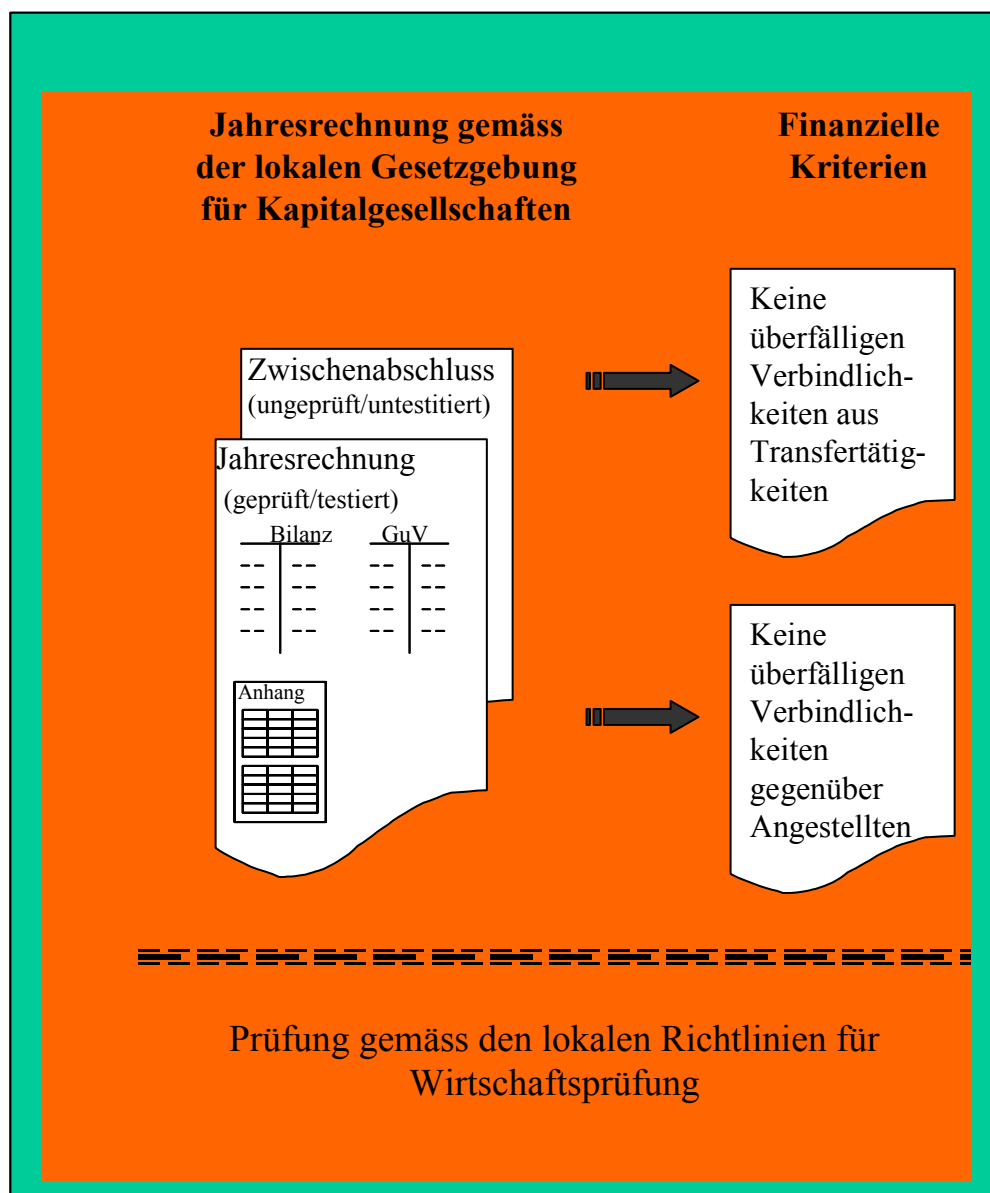 Jahresrechnung gemäss
der lokalen Gesetzgebung
für Kapitalgesellschaften
Finanzielle
Kriterien
Zwischenabschluss
(ungeprüft/untestitiert)
Jahresrechnung
(geprüft/testiert)
Bilanz GuV
Anhang
Keine
überfälligen
Verbindlich-
keiten aus
Transfertätig-
keiten
Keine
überfälligen
Verbindlich-
keiten
gegenüber
Angestellten
Prüfung gemäss den lokalen Richtlinien für
Wirtschaftsprüfung